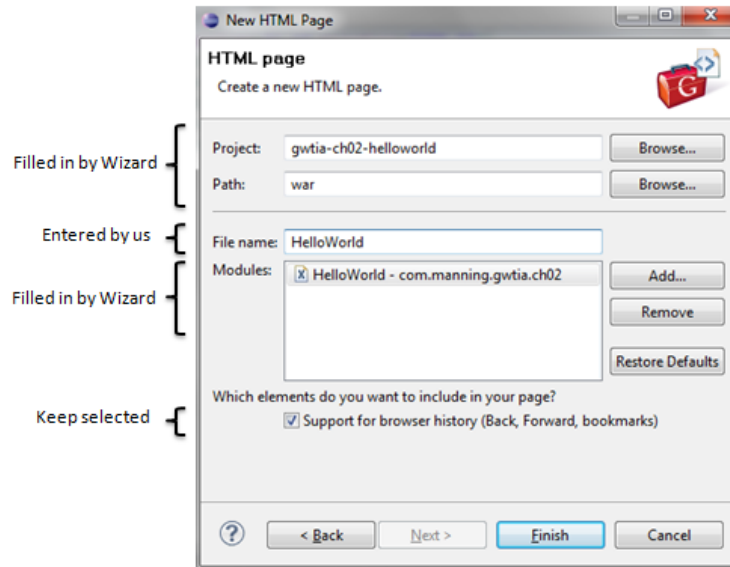 New HTML Page
HTML page
Create a new HTML page.
G
Filled in by Wizard
Project: gwtia-ch02-helloworld Browse...
Path: war Browse...
Entered by us
File name: HelloWorld
Filled in by Wizard
Modules: HelloWorld - com.manning.gwtia.ch02 Add...
Remove
Restore Defaults
Which elements do you want to include in your page?
Keep selected
Support for browser history (Back, Forward, bookmarks)
? < Back Next > Finish Cancel